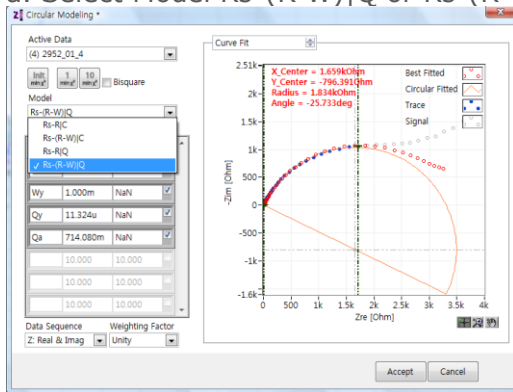 a. Select Model Rs-(R-W)|Q or Rs-(R
Circular Modeling *
Active Data
(4) 2952_01_4
Init
minχ²
1
minχ²
10
minχ²
Bisquare
Model
Rs-(R-W)|Q
Rs-R|C
Rs-(R-W)|C
Rs-R|Q
✓ Rs-(R-W)|Q
Wy 1.000m NaN
Qy 11.324u NaN
Qa 714.080m NaN
10.000 10.000
10.000 10.000
10.000 10.000
Data Sequence
Z: Real & Imag
Weighting Factor
Unity
Curve Fit
X_Center = 1.659kOhm
Y_Center = -796.391Ohm
Radius = 1.834kOhm
Angle = -25.733deg
Best Fitted
Circular Fitted
Trace
Signal
-Zim [Ohm]
2.51k
2k
1.5k
1k
500
0
-500
-1k
-1.6k
0 500 1k 1.5k 2k 2.5k 3k 3.5k 4k
Zre [Ohm]
Accept
Cancel